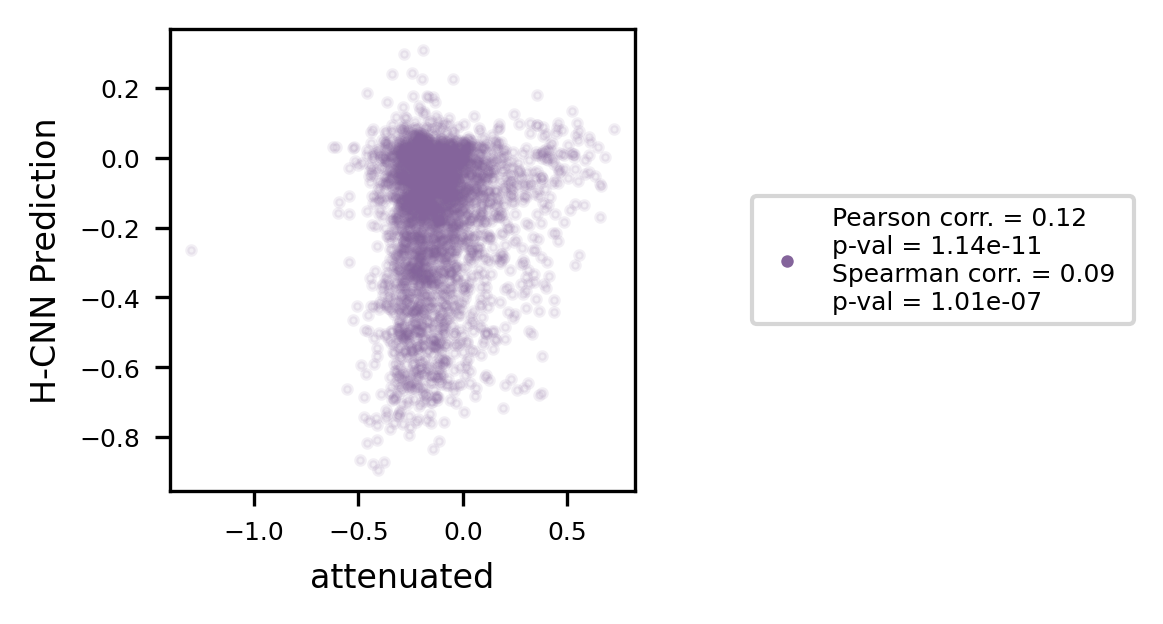 H-CNN Prediction
0.2
0.0
−0.2
−0.4
−0.6
−0.8
−1.0
−0.5
0.0
0.5
attenuated
Pearson corr. = 0.12
p-val = 1.14e-11
Spearman corr. = 0.09
p-val = 1.01e-07